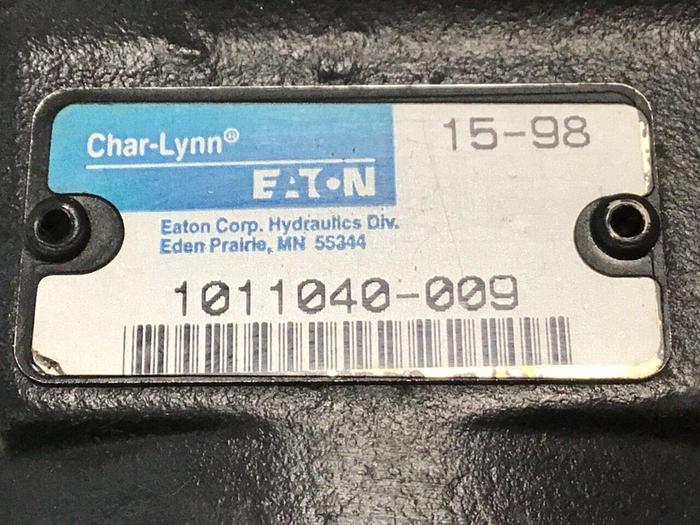 Char-Lynn®
15-98
EATON
Eaton Corp. Hydraulics Div.
Eden Prairie, MN 55344
1011040-009